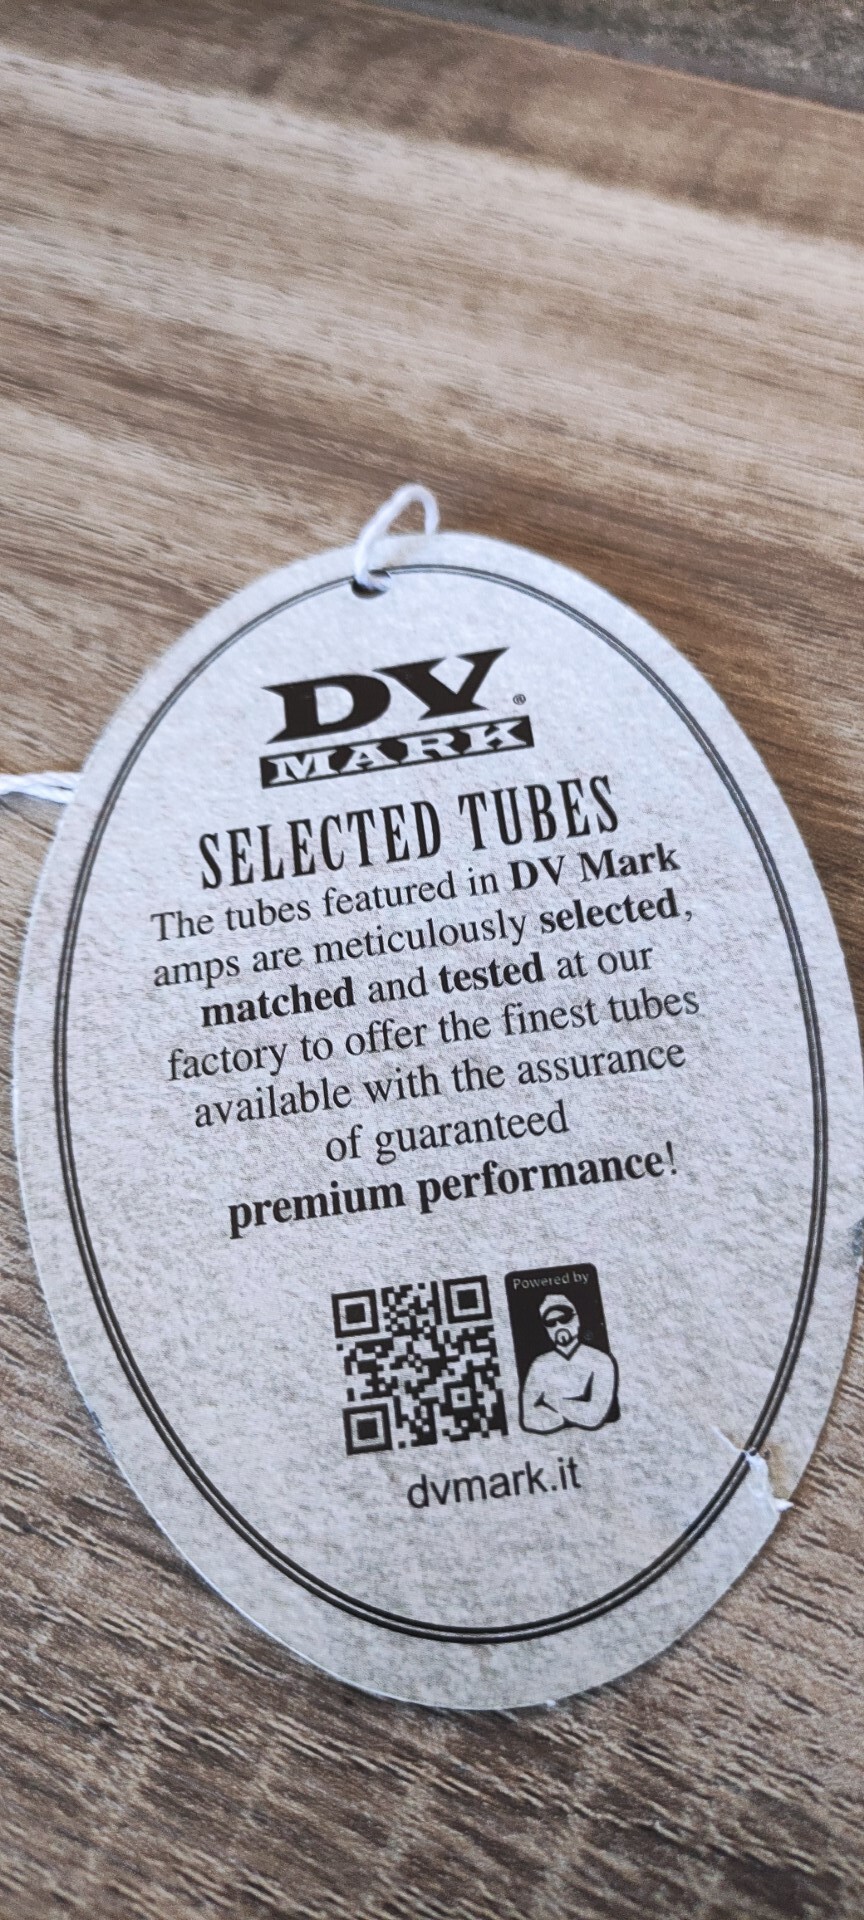 DV®
MARK
SELECTED TUBES
The tubes featured in DV Mark
amps are meticulously selected,
matched and tested at our
factory to offer the finest tubes
available with the assurance
of guaranteed
premium performance!
Powered by
dvmark.it